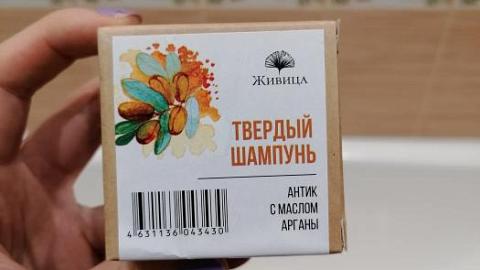 Живица
ТВЕРДЫЙ
ШАМПУНЬ
АНТИК
С МАСЛОМ
АРГАНЫ
4 631136 043430